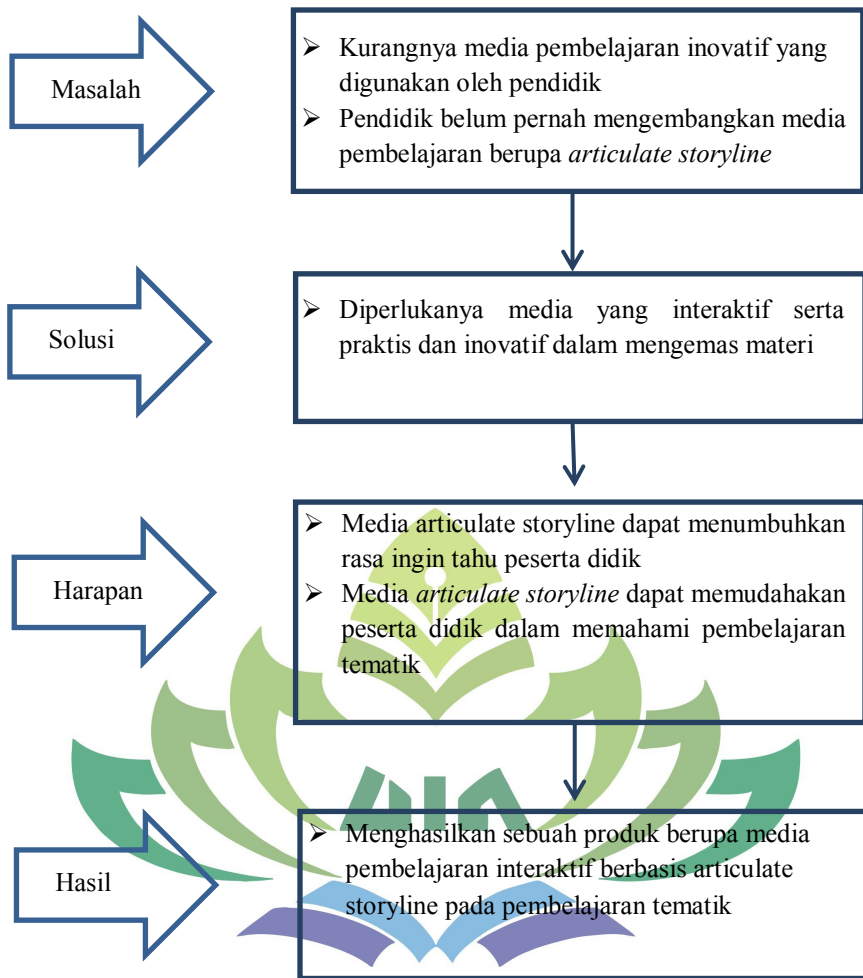 Masalah
➢ Kurangnya media pembelajaran inovatif yang
digunakan oleh pendidik
➢ Pendidik belum pernah mengembangkan media
pembelajaran berupa articulate storyline
Solusi
➢ Diperlukanya media yang interaktif serta
praktis dan inovatif dalam mengemas materi
Harapan
➢ Media articulate storyline dapat menumbuhkan
rasa ingin tahu peserta didik
➢ Media articulate storyline dapat memudahakan
peserta didik dalam memahami pembelajaran
tematik
UIN
Hasil
➢ Menghasilkan sebuah produk berupa media
pembelajaran interaktif berbasis articulate
storyline pada pembelajaran tematik